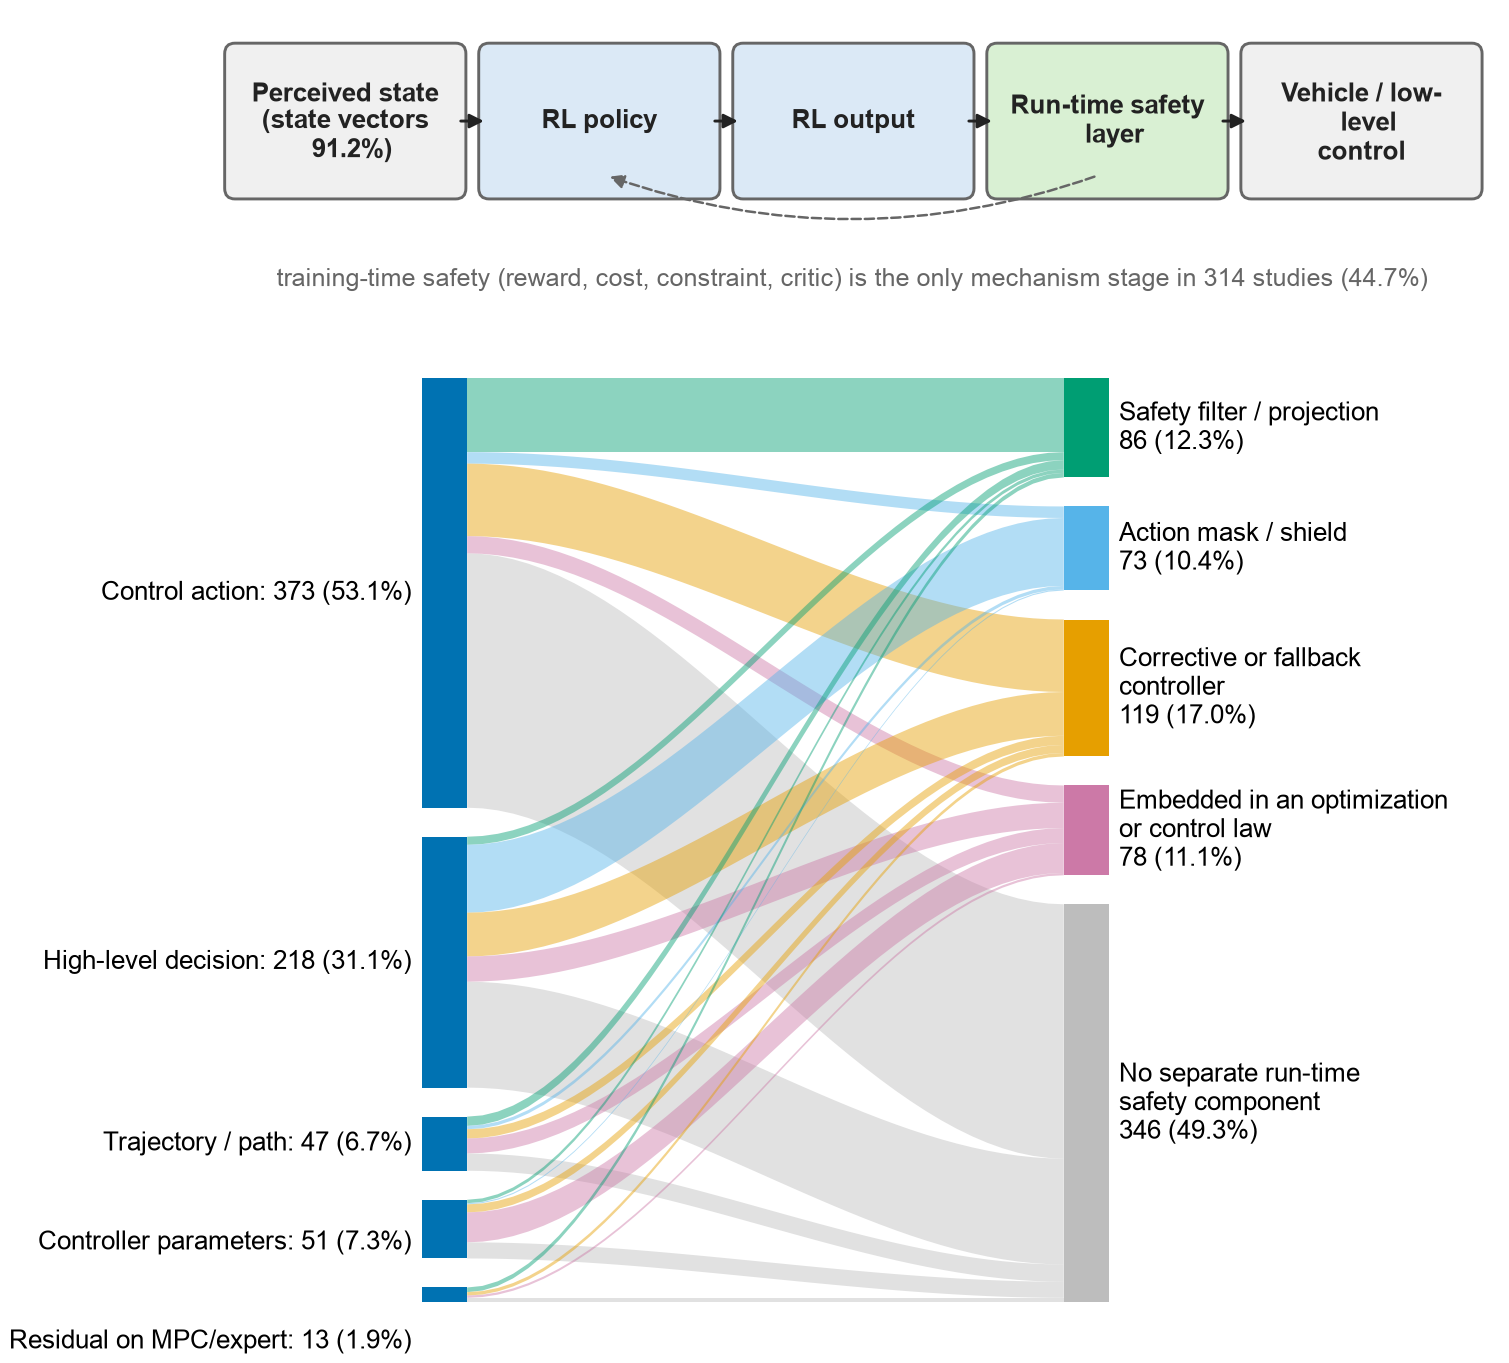 Perceived state
(state vectors
91.2%)
RL policy
RL output
Run-time safety
layer
Vehicle / low-
level
control
training-time safety (reward, cost, constraint, critic) is the only mechanism stage in 314 studies (44.7%)
Control action: 373 (53.1%)
High-level decision: 218 (31.1%)
Trajectory / path: 47 (6.7%)
Controller parameters: 51 (7.3%)
Residual on MPC/expert: 13 (1.9%)
Safety filter / projection
86 (12.3%)
Action mask / shield
73 (10.4%)
Corrective or fallback
controller
119 (17.0%)
Embedded in an optimization
or control law
78 (11.1%)
No separate run-time
safety component
346 (49.3%)